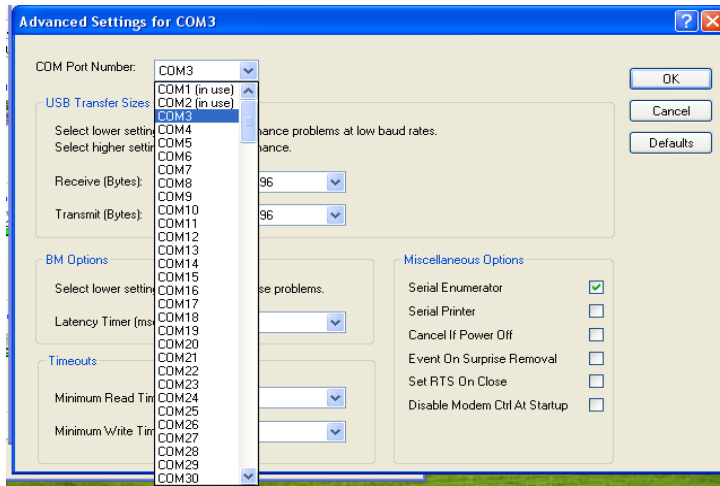 Advanced Settings for COM3
COM Port Number: COM3
OK
Cancel
Defaults
COM1 (in use)
COM2 (in use)
COM3
COM4
COM5
COM6
COM7
COM8
COM9
COM10
COM11
COM12
COM13
COM14
COM15
COM16
COM17
COM18
COM19
COM20
COM21
COM22
COM23
COM24
COM25
COM26
COM27
COM28
COM29
COM30
USB Transfer Sizes
Select lower settin mance problems at low baud rates.
Select higher settin mance.
Receive (Bytes): 96
Transmit (Bytes): 96
BM Options
Select lower settin se problems.
Latency Timer (mse
Timeouts
Minimum Read Tim
Minimum Write Tim
Miscellaneous Options
Serial Enumerator
Serial Printer
Cancel If Power Off
Event On Surprise Removal
Set RTS On Close
Disable Modem Ctrl At Startup